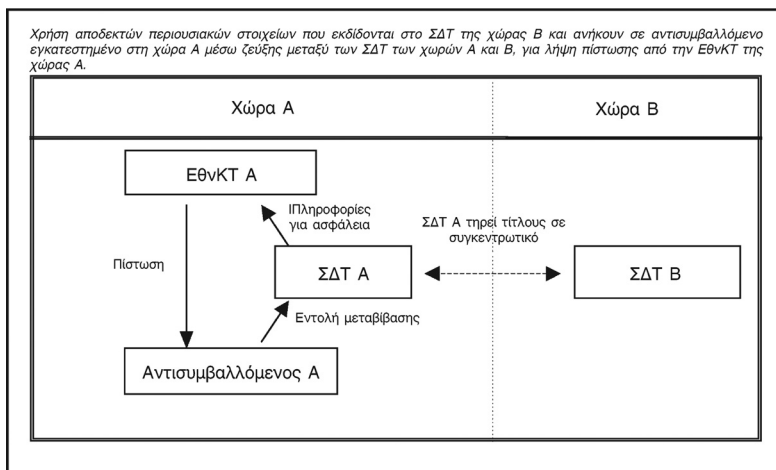 Χρήση αποδεκτών περιουσιακών στοιχείων που εκδίδονται στο ΣΔΤ της χώρας Β και ανήκουν σε αντισυμβαλλόμενο
εγκατεστημένο στη χώρα Α μέσω ζεύξης μεταξύ των ΣΔΤ των χωρών Α και Β, για λήψη πίστωσης από την ΕθνΚΤ της
χώρας Α.
Χώρα Α
Χώρα Β
ΕθνΚΤ Α
ΙΠληροφορίες
για ασφάλεια
ΣΔΤ Α τηρεί τίτλους σε
συγκεντρωτικό
Πίστωση
ΣΔΤ Α
ΣΔΤ Β
Εντολή μεταβίβασης
Αντισυμβαλλόμενος Α